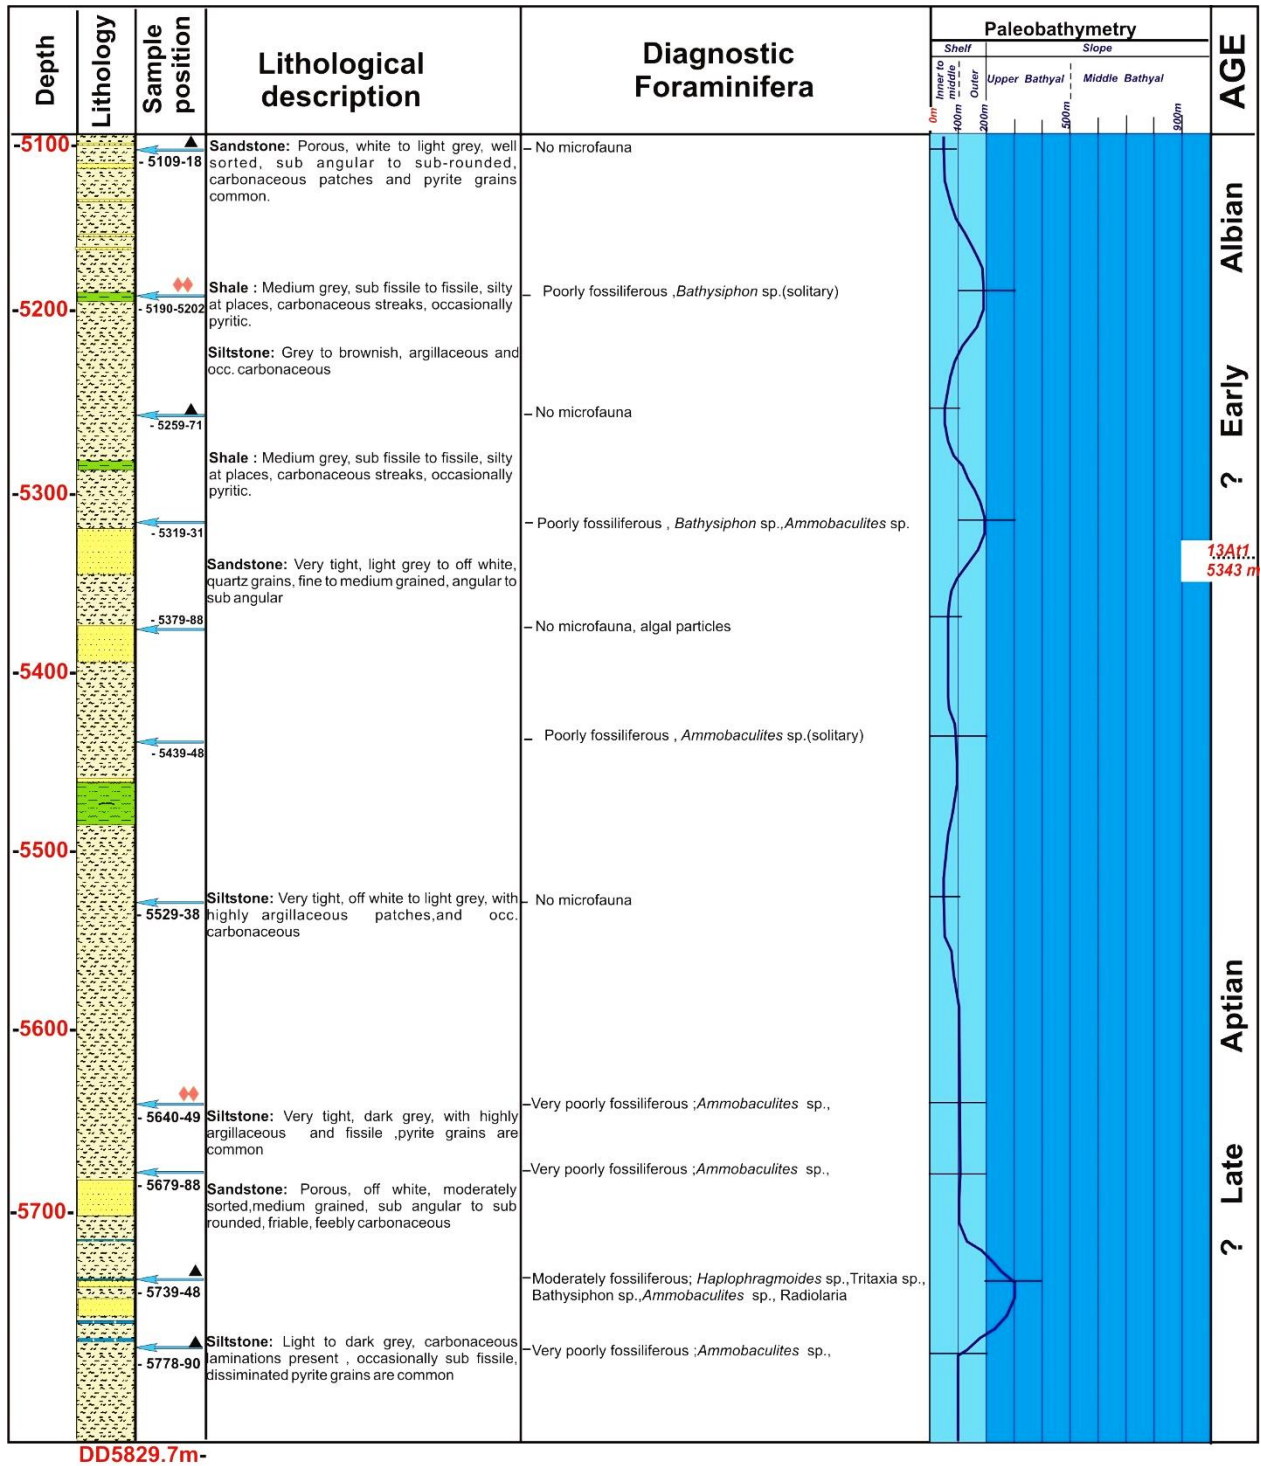 Depth
Lithology
Sample
position
Lithological
description
Diagnostic
Foraminifera
Paleobathymetry
Shelf
Slope
Inner to
middle
Outer
Upper Bathyal
Middle Bathyal
0m
100m
200m
500m
900m
AGE
-5100-
-5200-
-5300-
-5400-
-5500-
-5600-
-5700-
DD5829.7m-
- 5109-18
- 5190-5202
- 5259-71
- 5319-31
- 5379-88
- 5439-48
- 5529-38
- 5640-49
- 5679-88
- 5739-48
- 5778-90
Sandstone: Porous, white to light grey, well
sorted, sub angular to sub-rounded,
carbonaceous patches and pyrite grains
common.
Shale : Medium grey, sub fissile to fissile, silty
at places, carbonaceous streaks, occasionally
pyritic.
Siltstone: Grey to brownish, argillaceous and
occ. carbonaceous
Shale : Medium grey, sub fissile to fissile, silty
at places, carbonaceous streaks, occasionally
pyritic.
Sandstone: Very tight, light grey to off white,
quartz grains, fine to medium grained, angular to
sub angular
Siltstone: Very tight, off white to light grey, with
highly argillaceous patches,and occ.
carbonaceous
Siltstone: Very tight, dark grey, with highly
argillaceous and fissile ,pyrite grains are
common
Sandstone: Porous, off white, moderately
sorted,medium grained, sub angular to sub
rounded, friable, feebly carbonaceous
Siltstone: Light to dark grey, carbonaceous
laminations present , occasionally sub fissile,
dissiminated pyrite grains are common
No microfauna
Poorly fossiliferous ,Bathysiphon sp.(solitary)
No microfauna
Poorly fossiliferous , Bathysiphon sp.,Ammobaculites sp.
No microfauna, algal particles
Poorly fossiliferous , Ammobaculites sp.(solitary)
No microfauna
Very poorly fossiliferous ;Ammobaculites sp.,
Very poorly fossiliferous ;Ammobaculites sp.,
Moderately fossiliferous; Haplophragmoides sp.,Tritaxia sp.,
Bathysiphon sp.,Ammobaculites sp., Radiolaria
Very poorly fossiliferous ;Ammobaculites sp.,
? Early Albian
13At1
5343 m
? Late Aptian